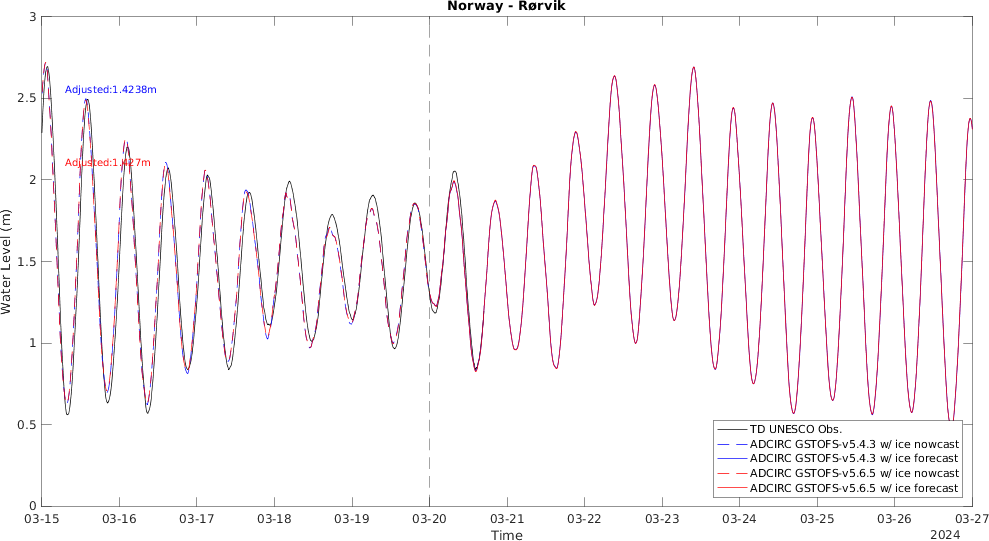 Norway - Rørvik
3
2.5
2
1.5
1
0.5
0
Water Level (m)
Adjusted:1.4238m
Adjusted:1.427m
TD UNESCO Obs.
ADCIRC GSTOFS-v5.4.3 w/ ice nowcast
ADCIRC GSTOFS-v5.4.3 w/ ice forecast
ADCIRC GSTOFS-v5.6.5 w/ ice nowcast
ADCIRC GSTOFS-v5.6.5 w/ ice forecast
03-15 03-16 03-17 03-18 03-19 03-20 03-21 03-22 03-23 03-24 03-25 03-26 03-27
Time
2024